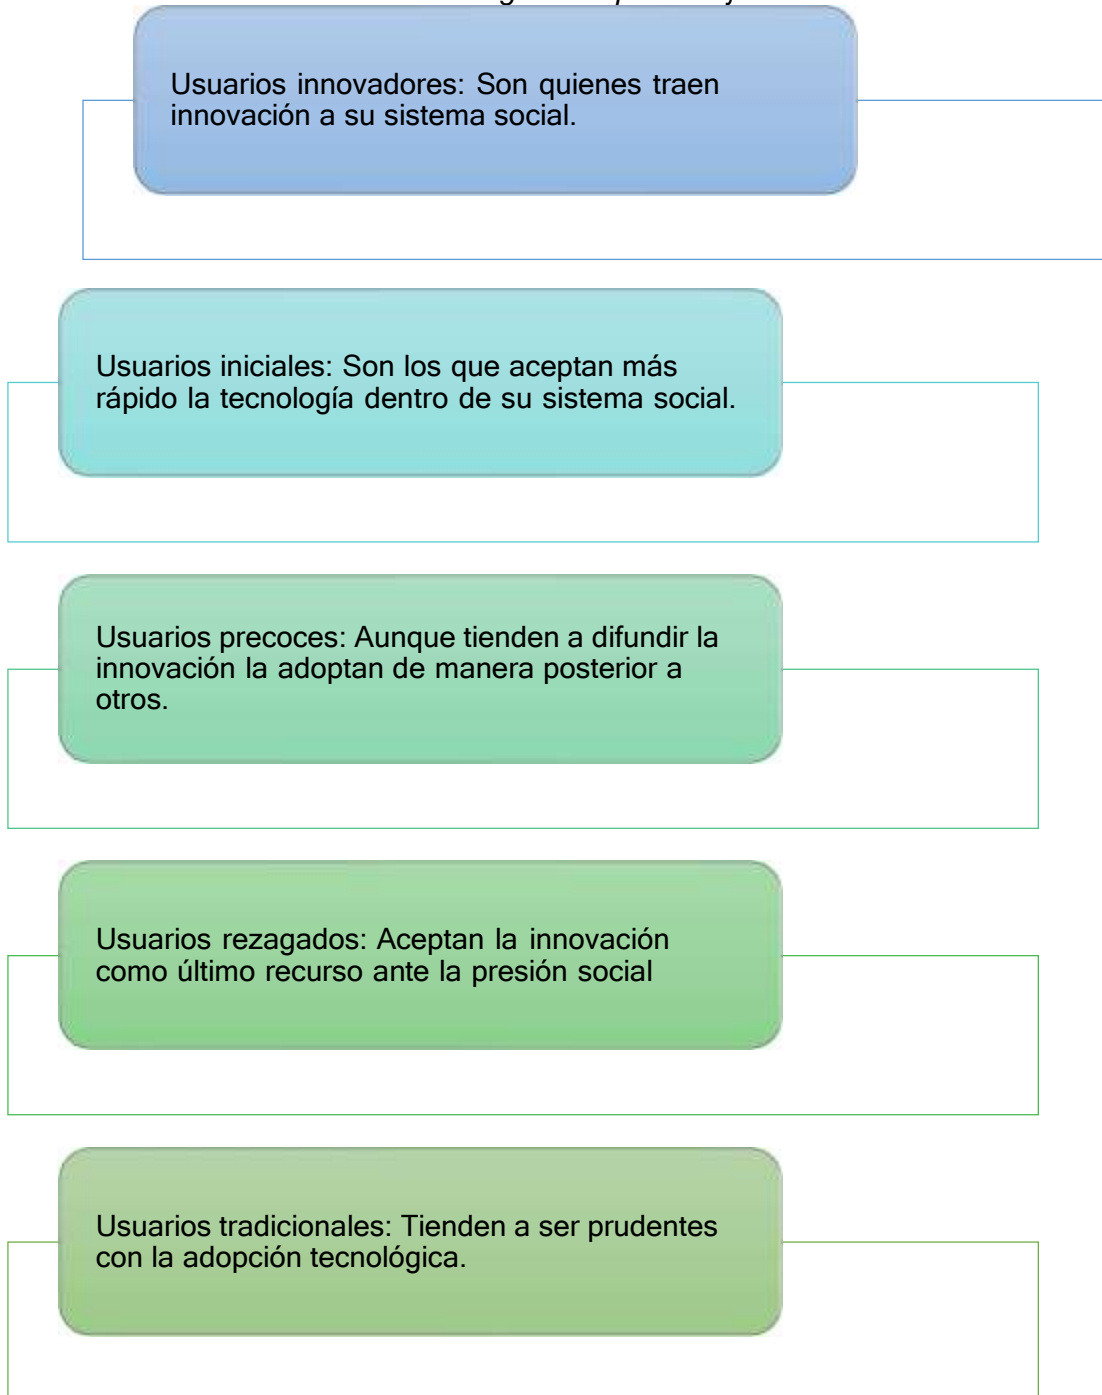 Usuarios innovadores: Son quienes traen
innovación a su sistema social.
Usuarios iniciales: Son los que aceptan más
rápido la tecnología dentro de su sistema social.
Usuarios precoces: Aunque tienden a difundir la
innovación la adoptan de manera posterior a
otros.
Usuarios rezagados: Aceptan la innovación
como último recurso ante la presión social
Usuarios tradicionales: Tienden a ser prudentes
con la adopción tecnológica.